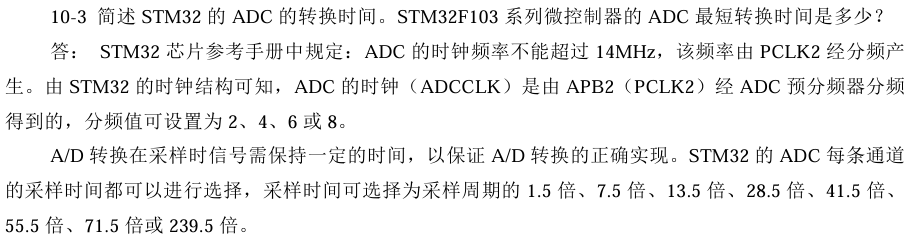 10-3 简述 STM32 的 ADC 的转换时间。STM32F103 系列微控制器的 ADC 最短转换时间是多少?
答: STM32 芯片参考手册中规定:ADC 的时钟频率不能超过 14MHz,该频率由 PCLK2 经分频产
生。由 STM32 的时钟结构可知,ADC 的时钟(ADCCLK)是由 APB2(PCLK2)经 ADC 预分频器分频
得到的,分频值可设置为 2、4、6 或 8。
A/D 转换在采样时信号需保持一定的时间,以保证 A/D 转换的正确实现。STM32 的 ADC 每条通道
的采样时间都可以进行选择,采样时间可选择为采样周期的 1.5 倍、7.5 倍、13.5 倍、28.5 倍、41.5 倍、
55.5 倍、71.5 倍或 239.5 倍。